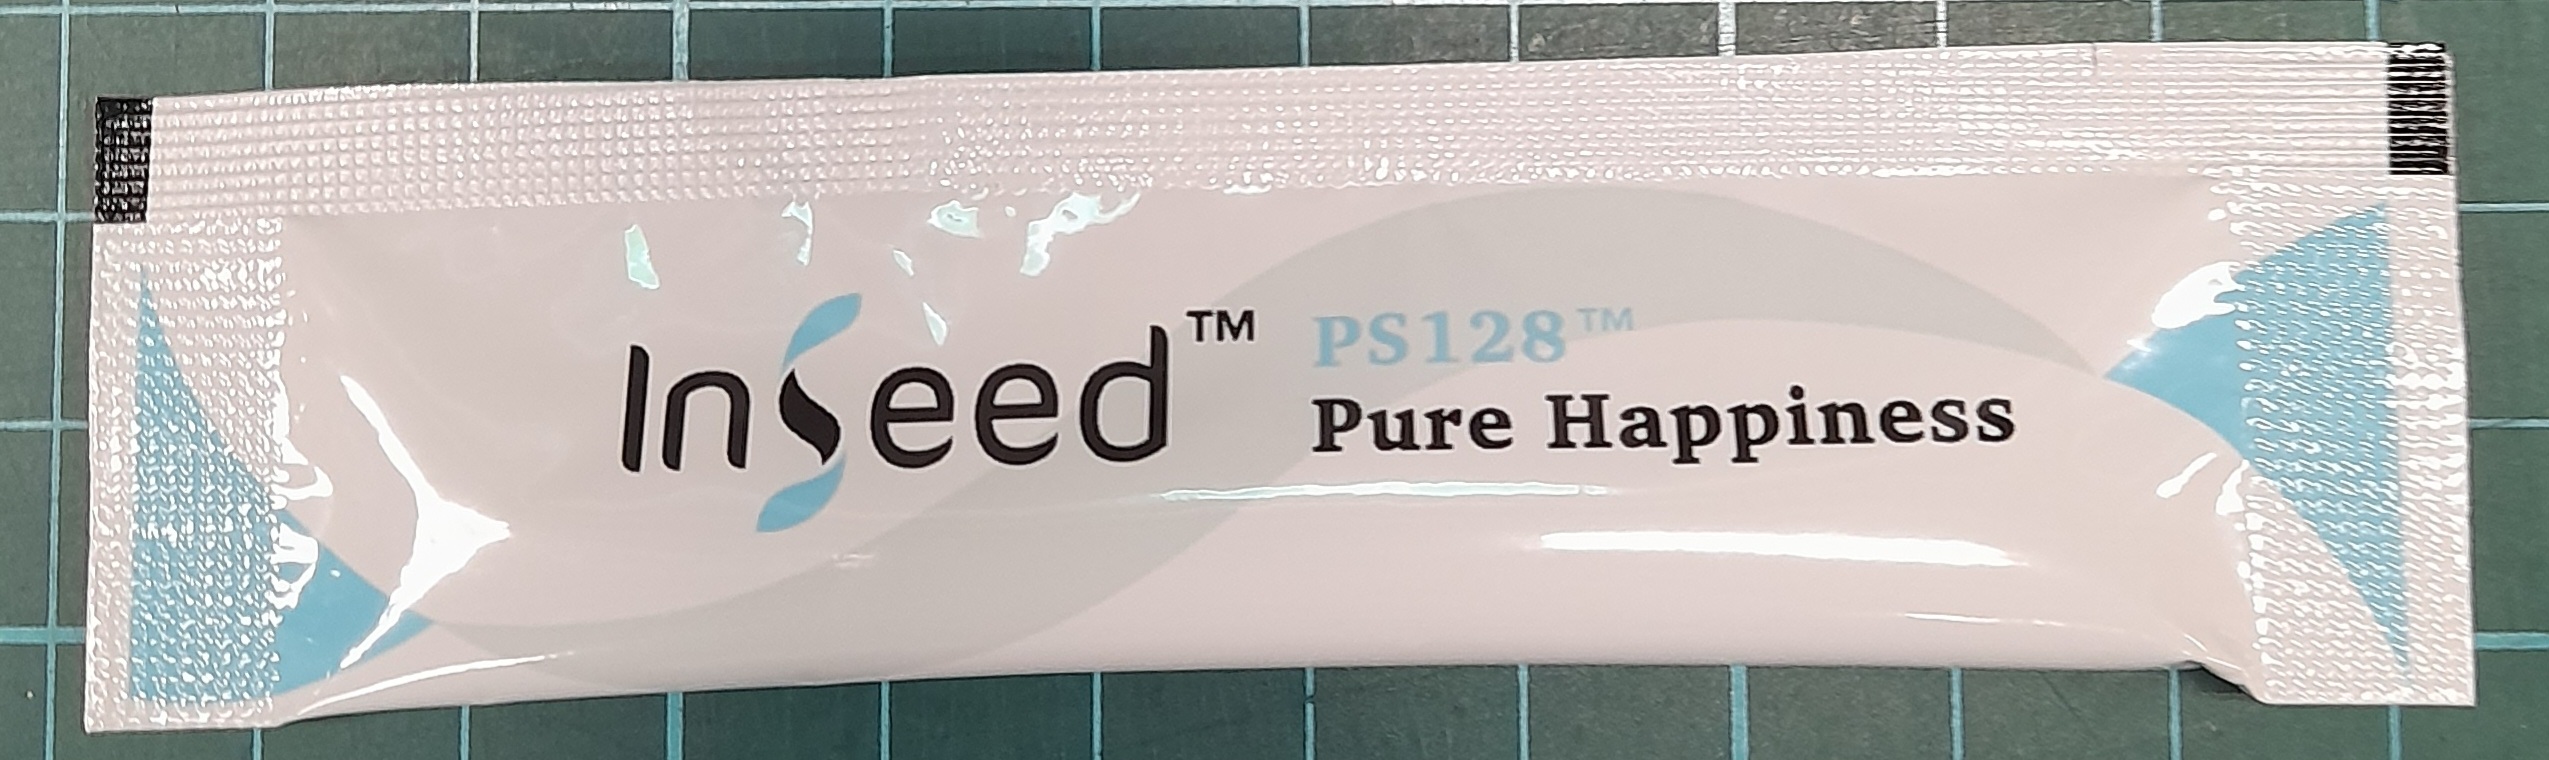 InSeed™
PS128™
Pure Happiness